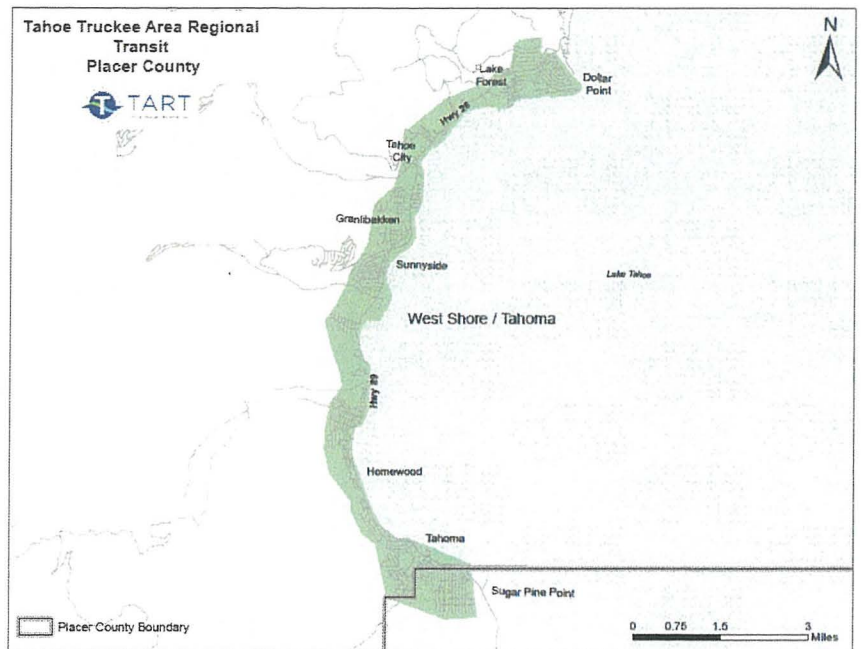 Tahoe Truckee Area Regional
Transit
Placer County
TART
N
Lake
Forest
Dollar
Point
Hwy 28
Tahoe
City
Granlibakken
Sunnyside
Lake Tahoe
West Shore / Tahoma
Hwy 89
Homewood
Tahoma
Sugar Pine Point
Placer County Boundary
0 0.75 1.5 3
Miles